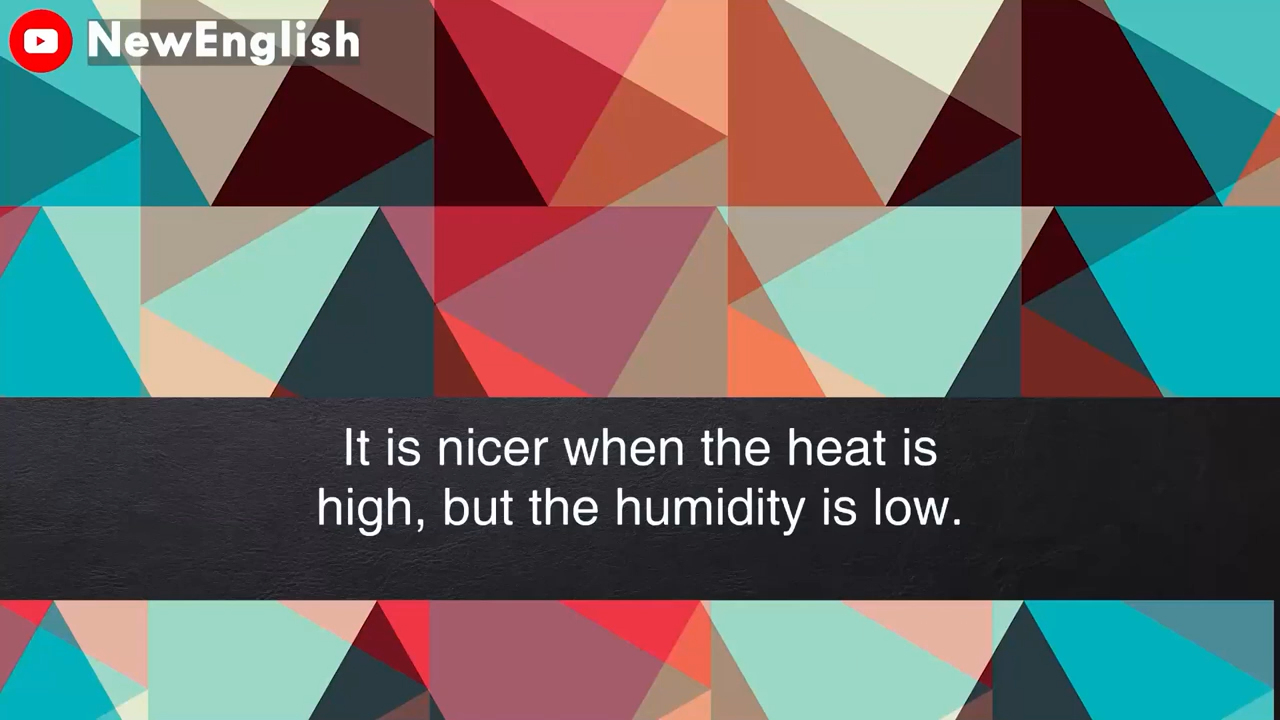 NewEnglish
It is nicer when the heat is
high, but the humidity is low.